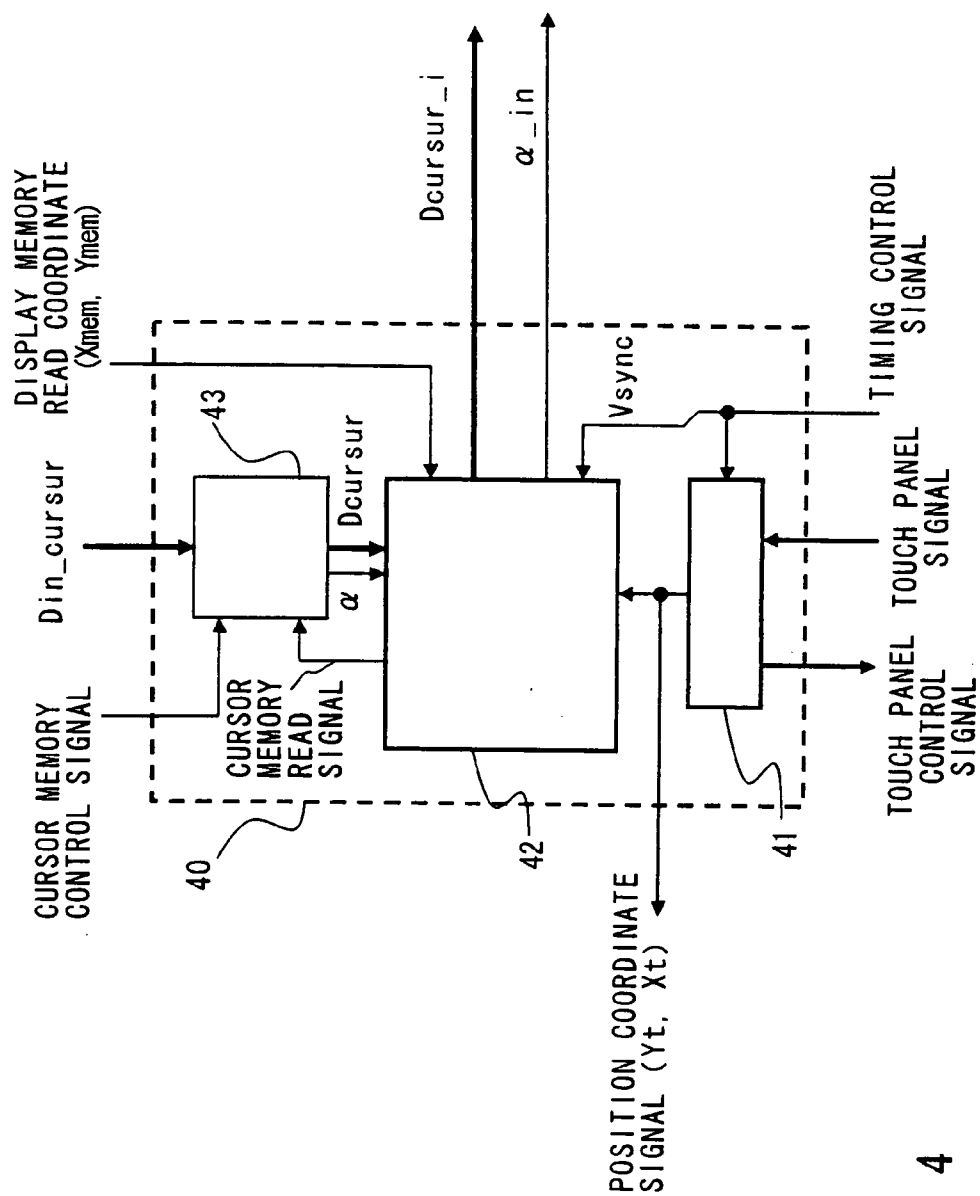 CURSOR MEMORY
CONTROL SIGNAL
Din_cursur
DISPLAY MEMORY
READ COORDINATE
(Xmem, Ymem)
43
40
α
Dcursur
CURSOR
MEMORY
READ
SIGNAL
Dcursur_i
α_in
42
Vsync
POSITION COORDINATE
SIGNAL (Yt, Xt)
41
TOUCH PANEL
CONTROL
SIGNAL
TOUCH PANEL
SIGNAL
TIMING CONTROL
SIGNAL
4